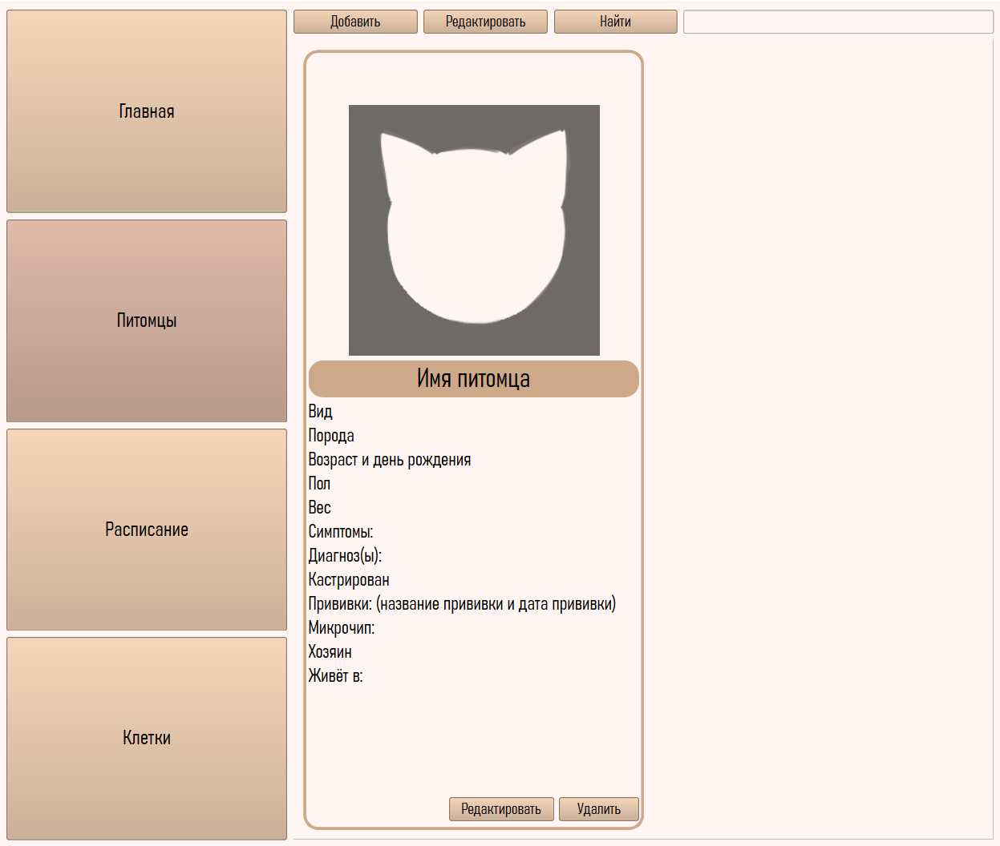 Главная
Питомцы
Расписание
Клетки
Добавить
Редактировать
Найти
Имя питомца
Вид
Порода
Возраст и день рождения
Пол
Вес
Симптомы:
Диагноз(ы):
Кастрирован
Прививки: (название прививки и дата прививки)
Микрочип:
Хозяин
Живёт в:
Редактировать
Удалить